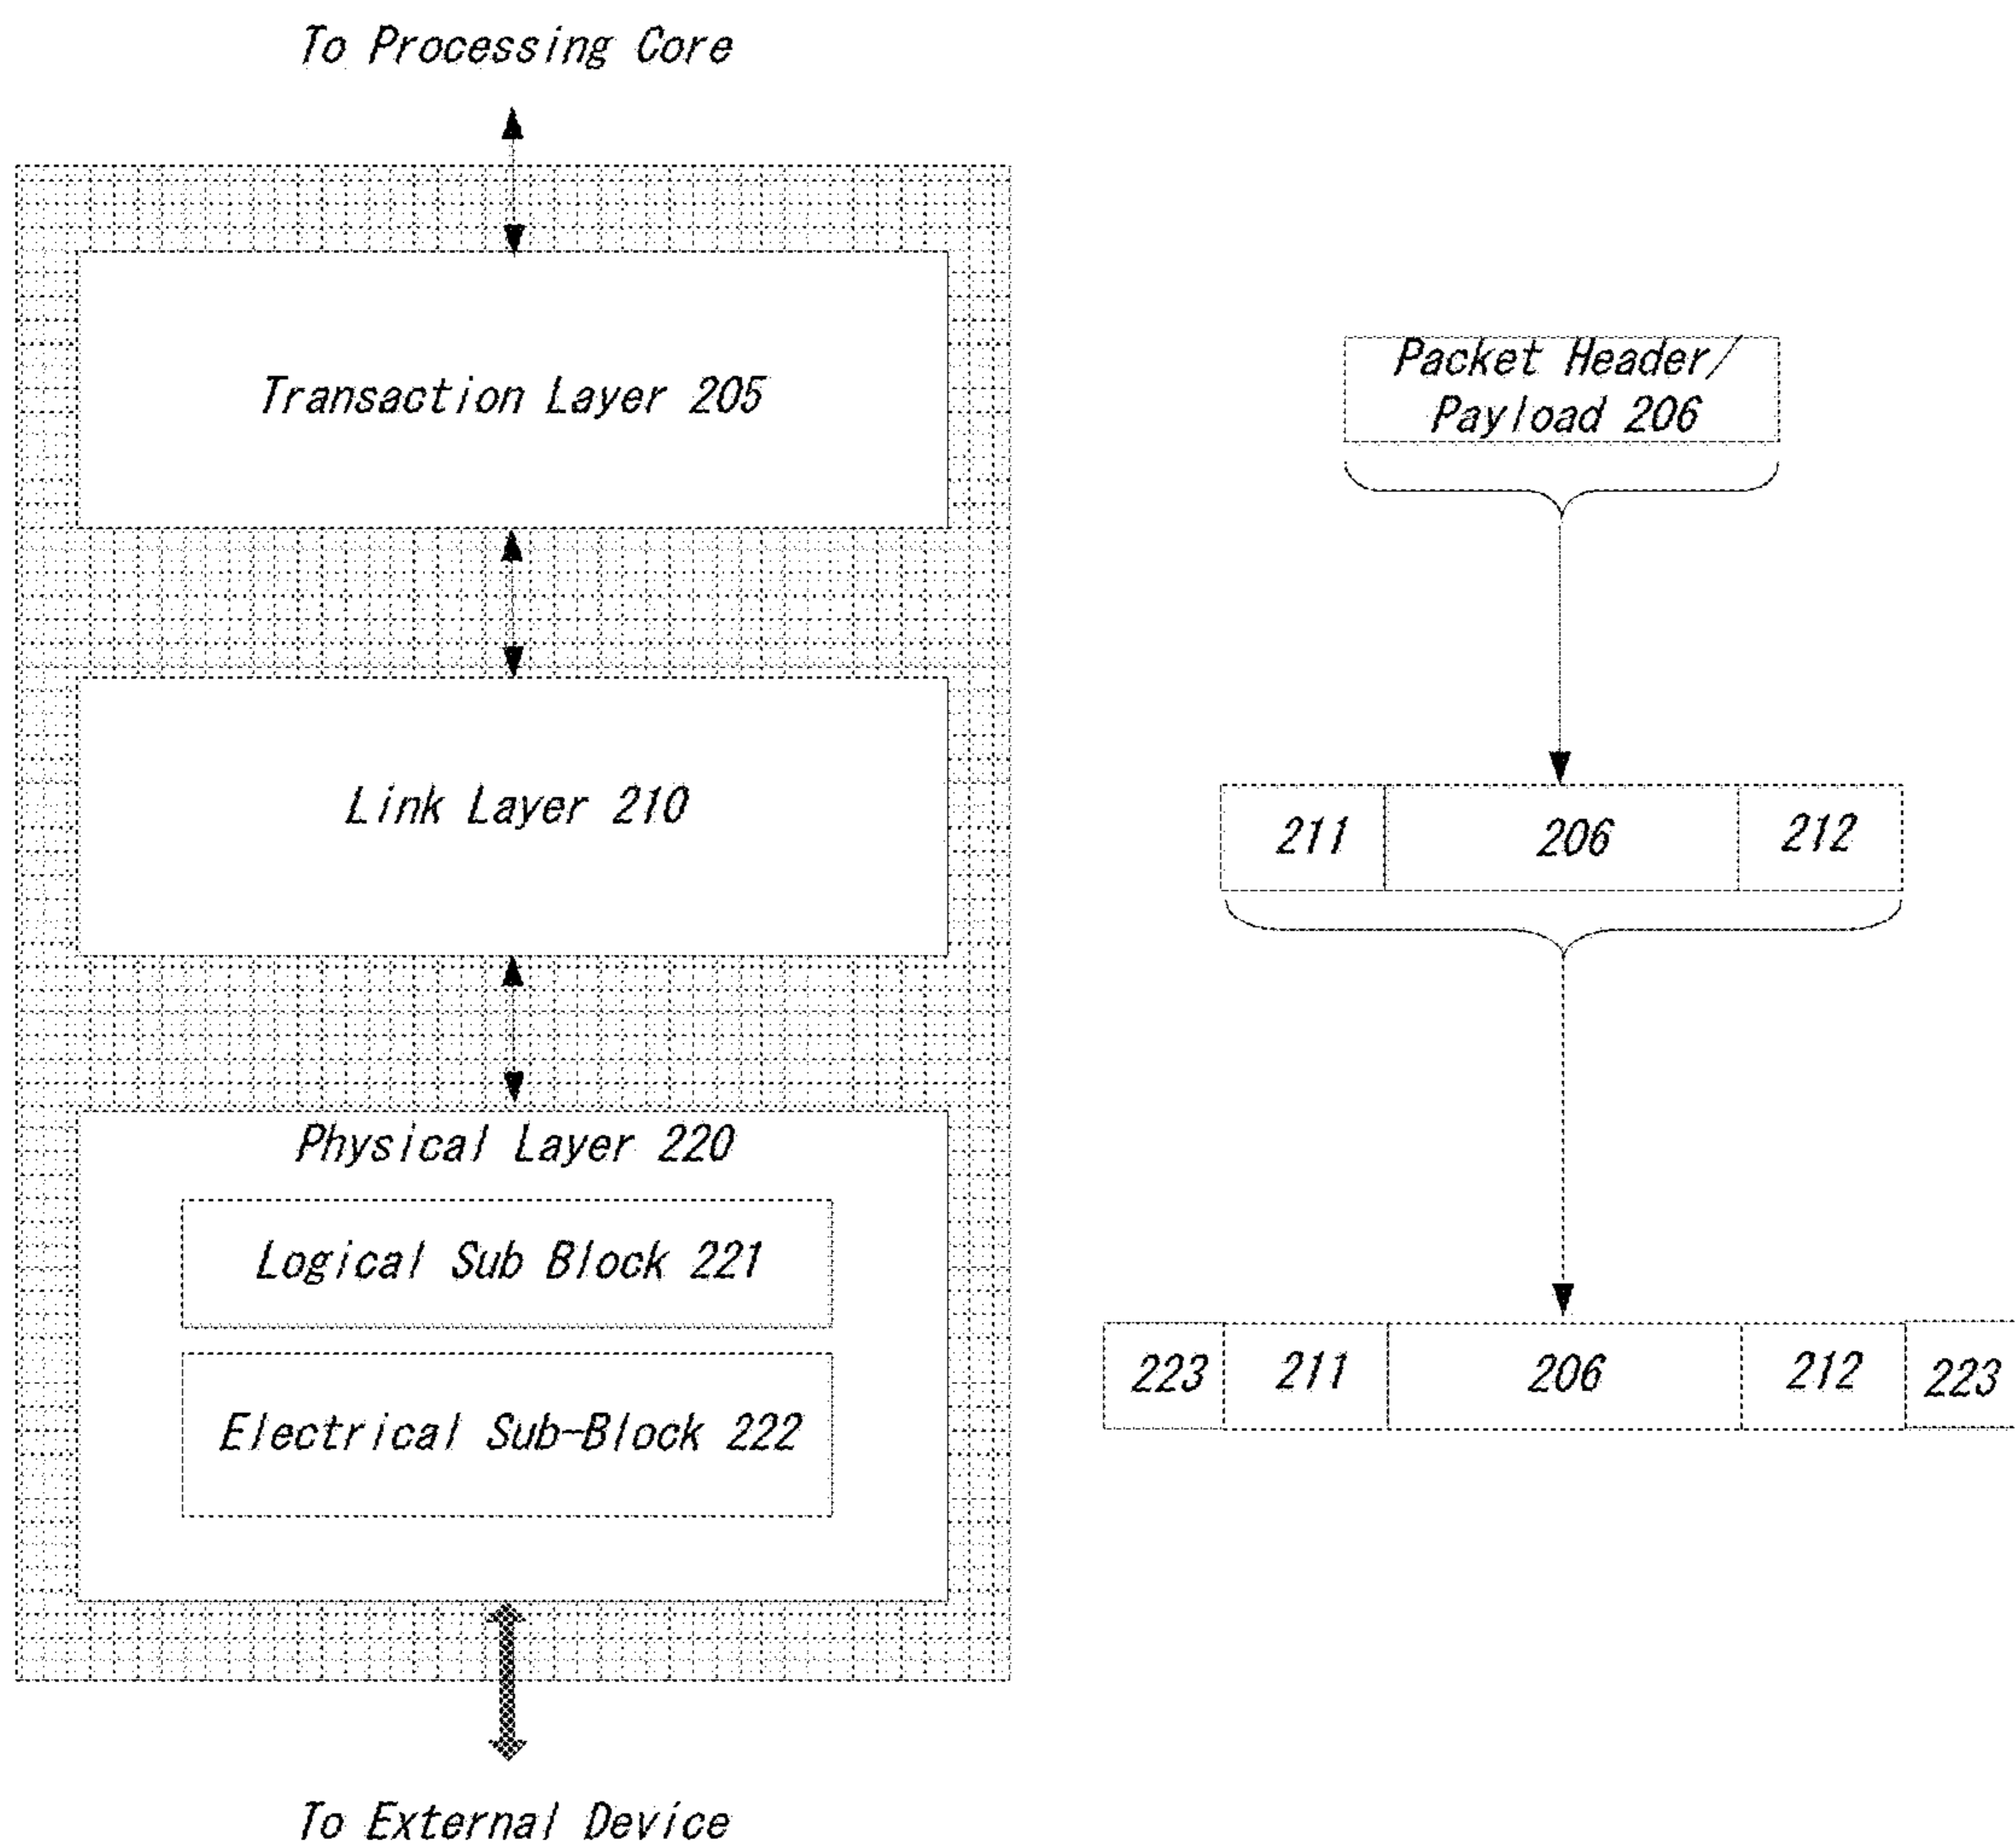 To Processing Core
Transaction Layer 205
Packet Header/
Payload 206
Link Layer 210
211 206 212
Physical Layer 220
Logical Sub Block 221
Electrical Sub-Block 222
223 211 206 212 223
To External Device